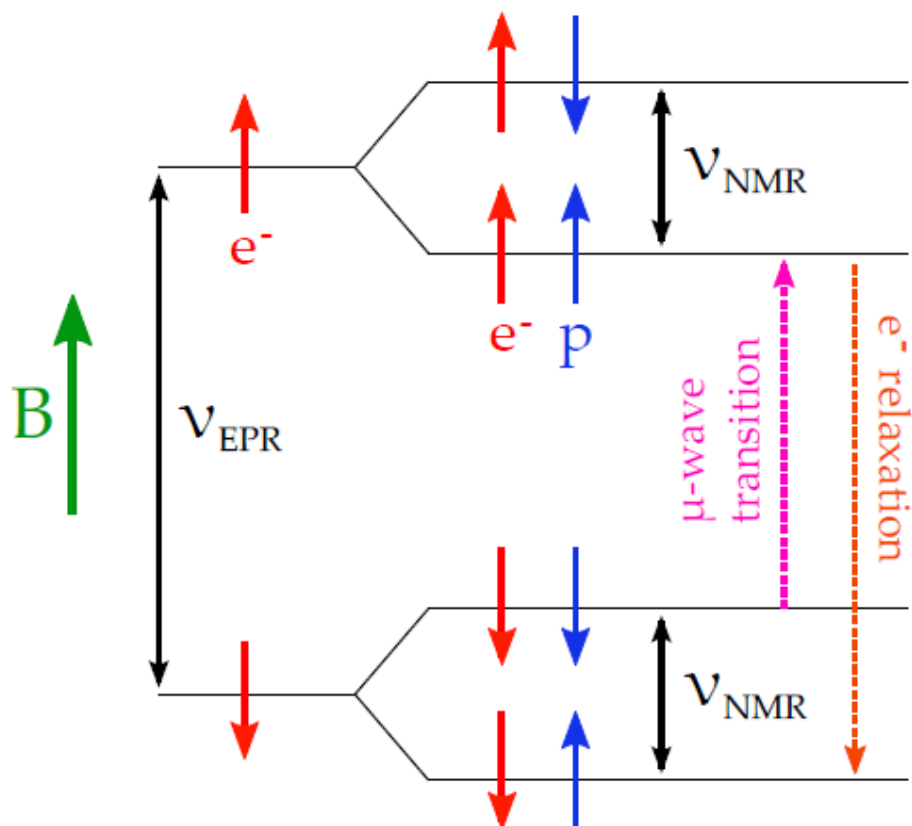 e⁻
ν_NMR
e⁻ p
B
ν_EPR
μ-wave
transition
e⁻ relaxation
ν_NMR